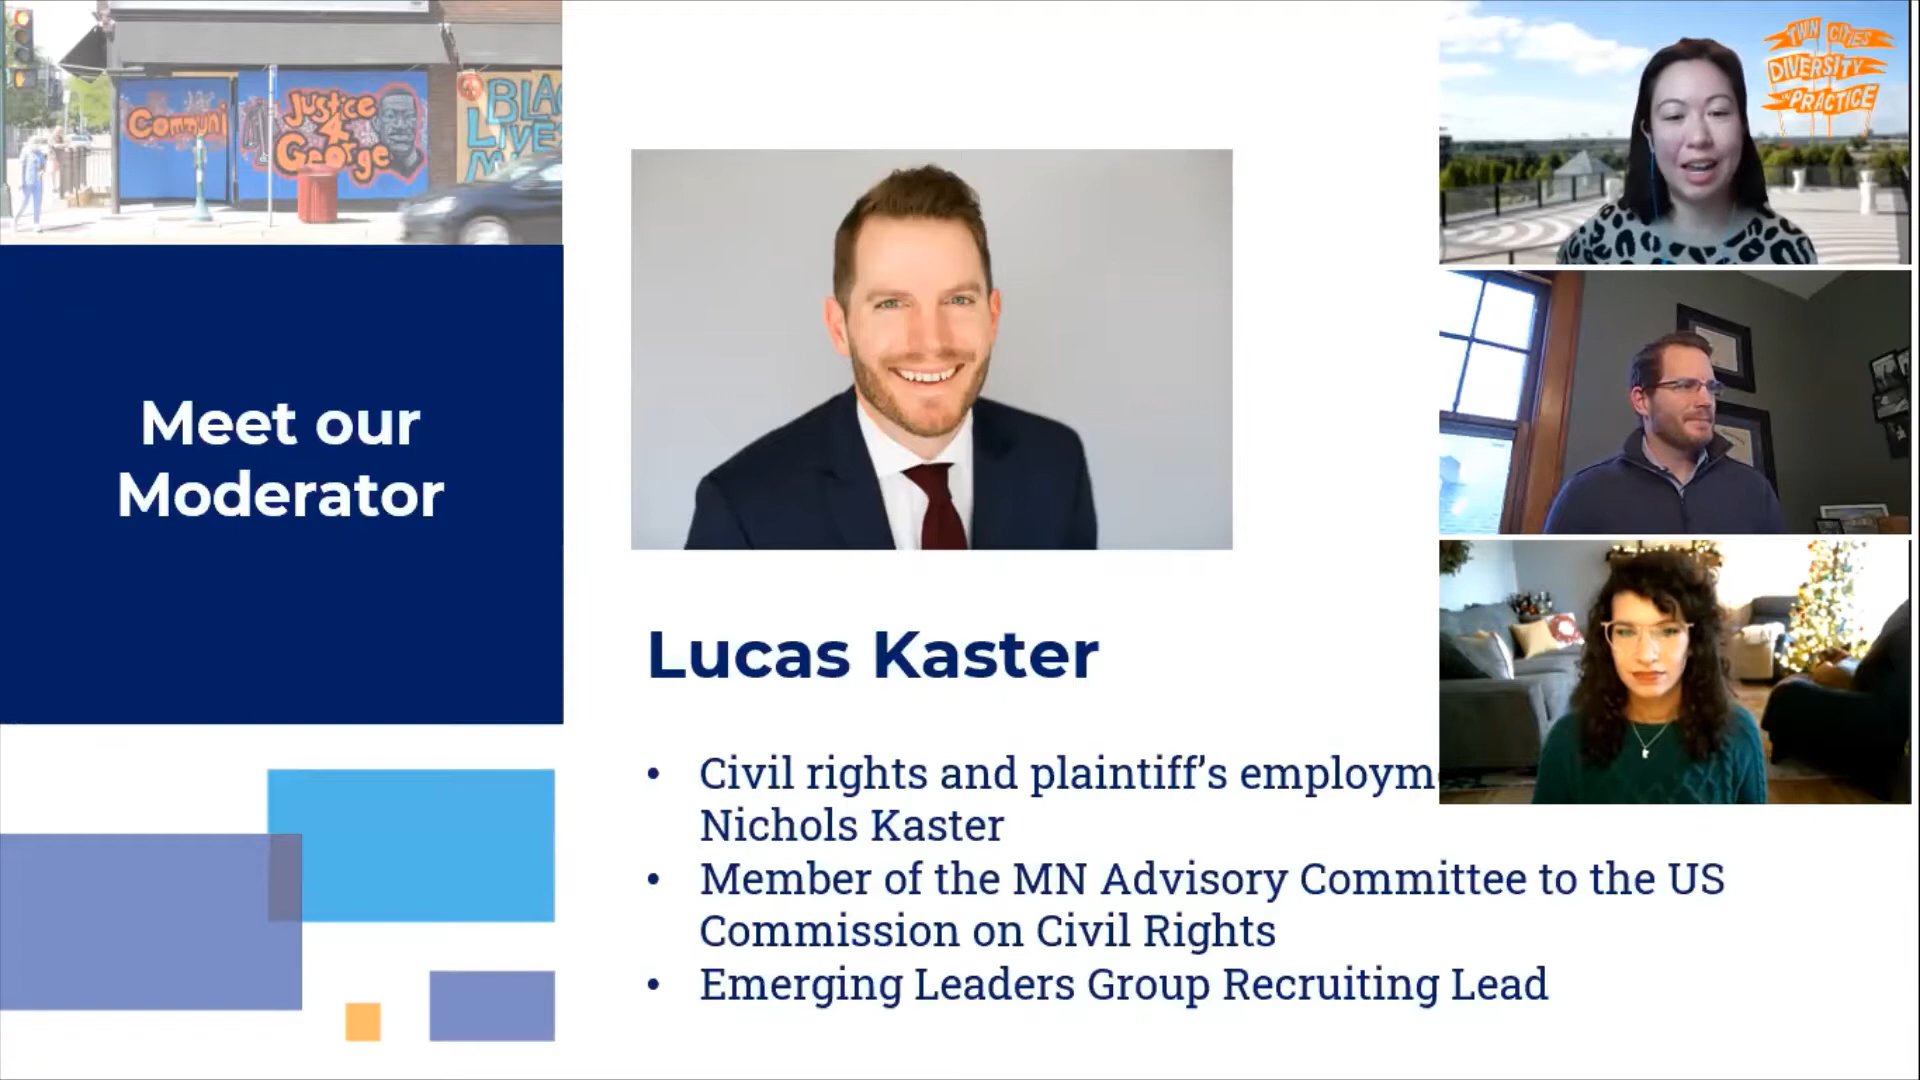 Communi
Justice
4
George
BLA
LIVE
M
TWIN CITIES
DIVERSITY
IN PRACTICE
Meet our
Moderator
Lucas Kaster
• Civil rights and plaintiff’s employm
Nichols Kaster
• Member of the MN Advisory Committee to the US
Commission on Civil Rights
• Emerging Leaders Group Recruiting Lead